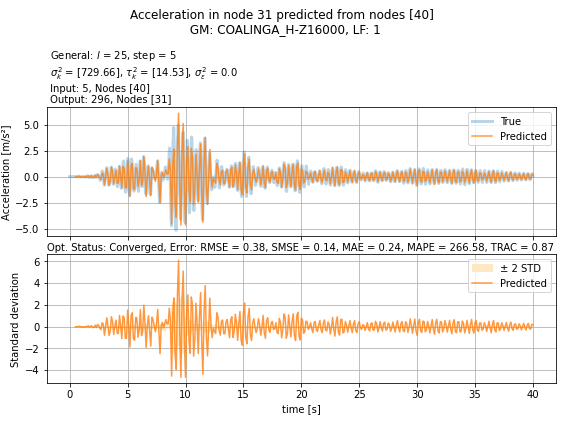 Acceleration in node 31 predicted from nodes [40]
GM: COALINGA_H-Z16000, LF: 1
General: l = 25, step = 5
σ²ₖ = [729.66], τ²ₖ = [14.53], σ²ε = 0.0
Input: 5, Nodes [40]
Output: 296, Nodes [31]
Acceleration [m/s²]
5.0
2.5
0.0
−2.5
−5.0
True
Predicted
Opt. Status: Converged, Error: RMSE = 0.38, SMSE = 0.14, MAE = 0.24, MAPE = 266.58, TRAC = 0.87
Standard deviation
6
4
2
0
−2
−4
± 2 STD
Predicted
0 5 10 15 20 25 30 35 40
time [s]